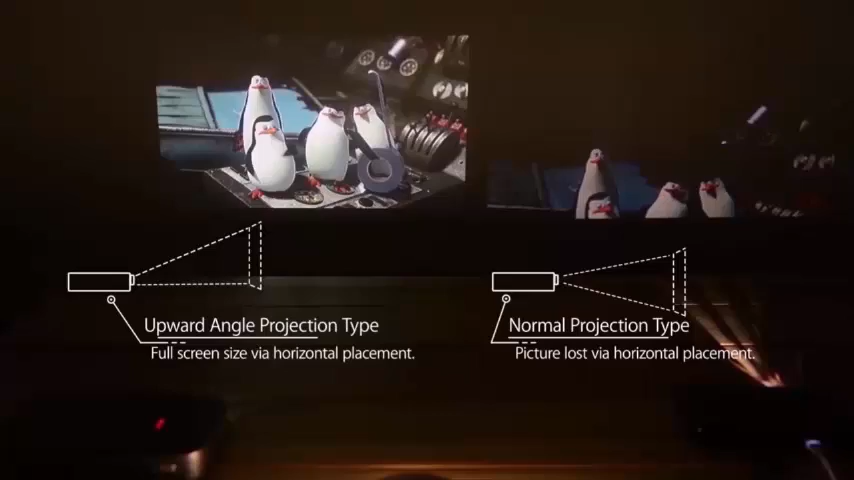 Upward Angle Projection Type
Full screen size via horizontal placement.
Normal Projection Type
Picture lost via horizontal placement.